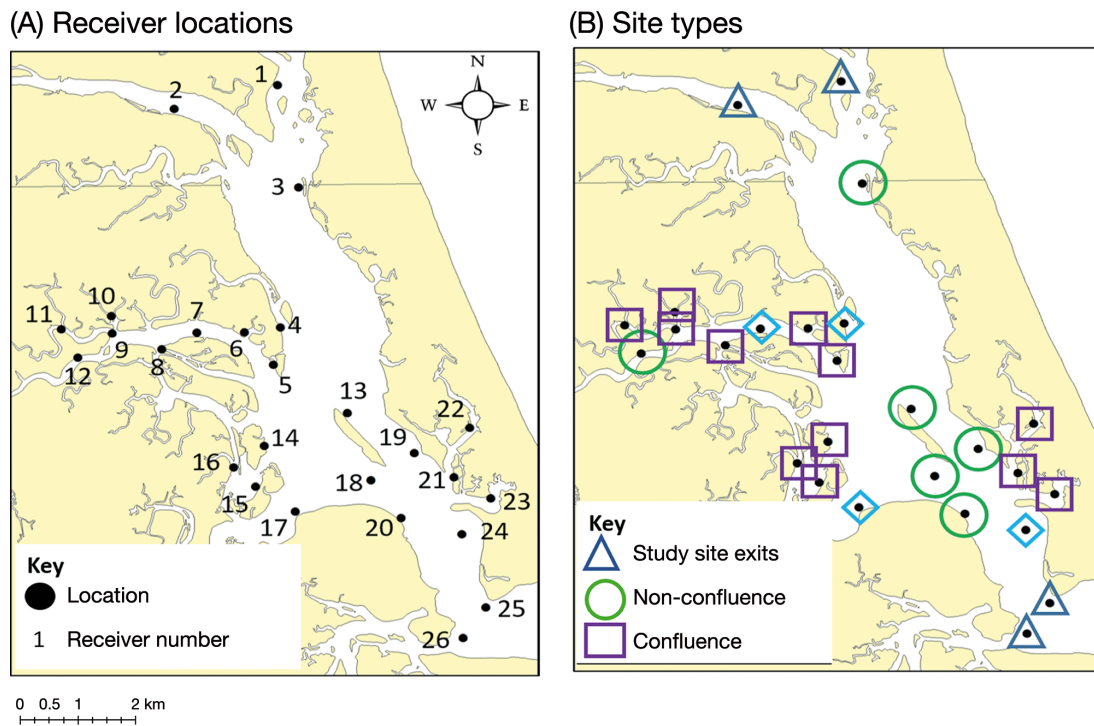 (A) Receiver locations
(B) Site types
1
2
N
W E
S
3
10
11
7
4
9
6
12
8
5
13
22
14
19
16
18
21
15
23
17
20
24
25
26
Key
Location
1 Receiver number
Key
Study site exits
Non-confluence
Confluence
0 0.5 1 2 km